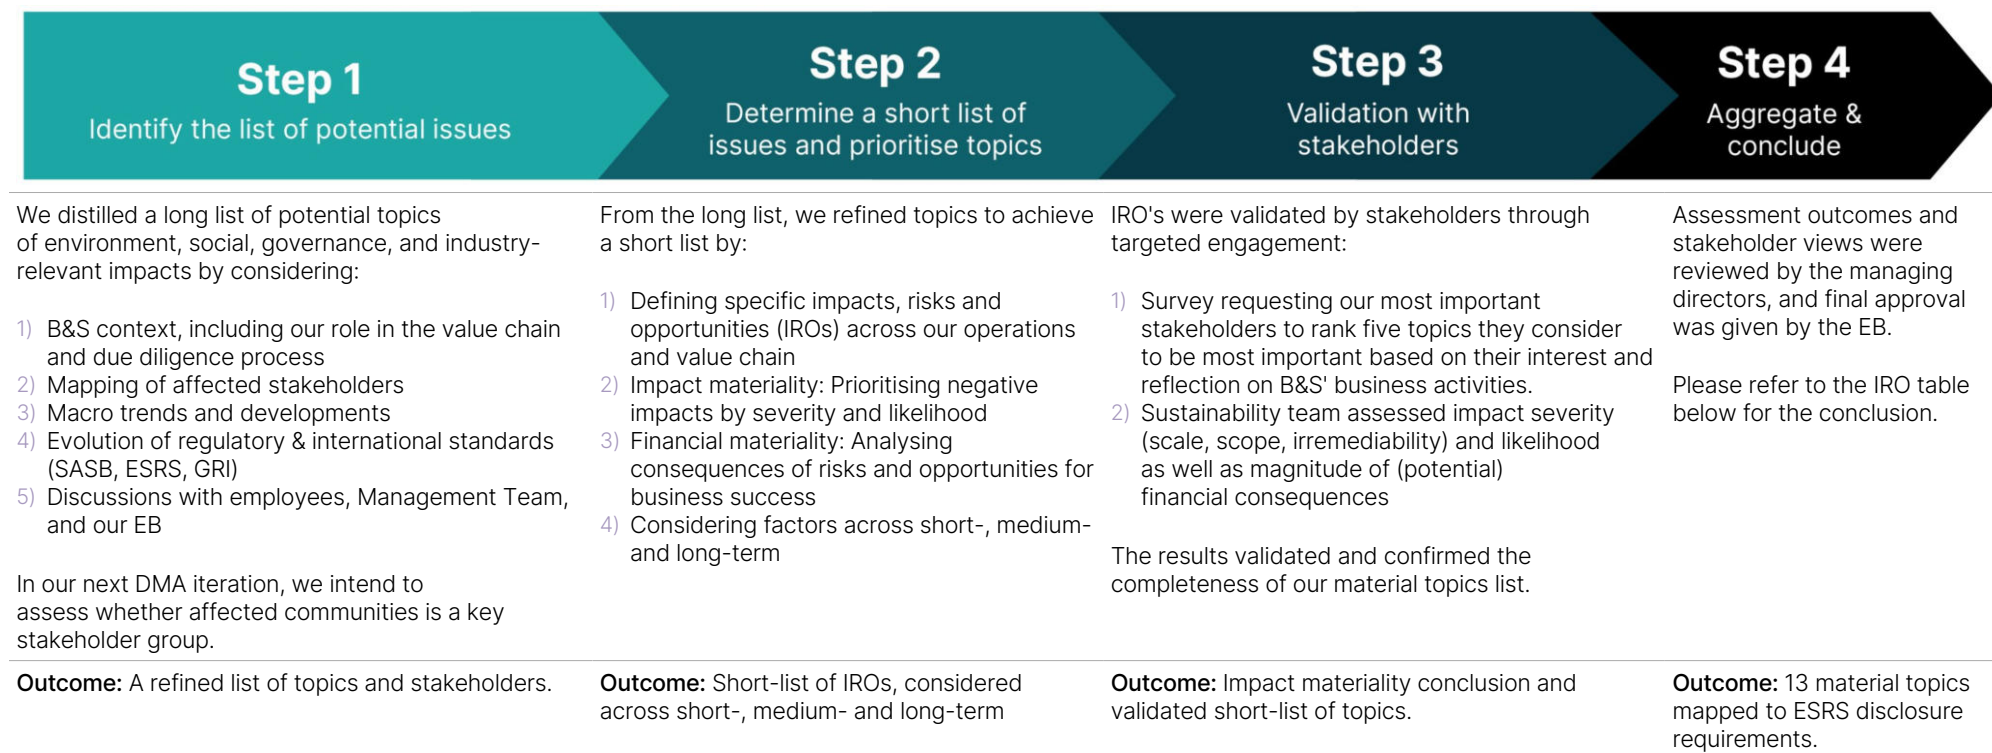 Step 1
Identify the list of potential issues
Step 2
Determine a short list of
issues and prioritise topics
Step 3
Validation with
stakeholders
Step 4
Aggregate &
conclude
We distilled a long list of potential topics
of environment, social, governance, and industry-
relevant impacts by considering:
1) B&S context, including our role in the value chain
and due diligence process
2) Mapping of affected stakeholders
3) Macro trends and developments
4) Evolution of regulatory & international standards
(SASB, ESRS, GRI)
5) Discussions with employees, Management Team,
and our EB
In our next DMA iteration, we intend to
assess whether affected communities is a key
stakeholder group.
Outcome: A refined list of topics and stakeholders.
From the long list, we refined topics to achieve
a short list by:
1) Defining specific impacts, risks and
opportunities (IROs) across our operations
and value chain
2) Impact materiality: Prioritising negative
impacts by severity and likelihood
3) Financial materiality: Analysing
consequences of risks and opportunities for
business success
4) Considering factors across short-, medium-
and long-term
Outcome: Short-list of IROs, considered
across short-, medium- and long-term
IRO's were validated by stakeholders through
targeted engagement:
1) Survey requesting our most important
stakeholders to rank five topics they consider
to be most important based on their interest and
reflection on B&S' business activities.
2) Sustainability team assessed impact severity
(scale, scope, irremediability) and likelihood
as well as magnitude of (potential)
financial consequences
The results validated and confirmed the
completeness of our material topics list.
Outcome: Impact materiality conclusion and
validated short-list of topics.
Assessment outcomes and
stakeholder views were
reviewed by the managing
directors, and final approval
was given by the EB.
Please refer to the IRO table
below for the conclusion.
Outcome: 13 material topics
mapped to ESRS disclosure
requirements.